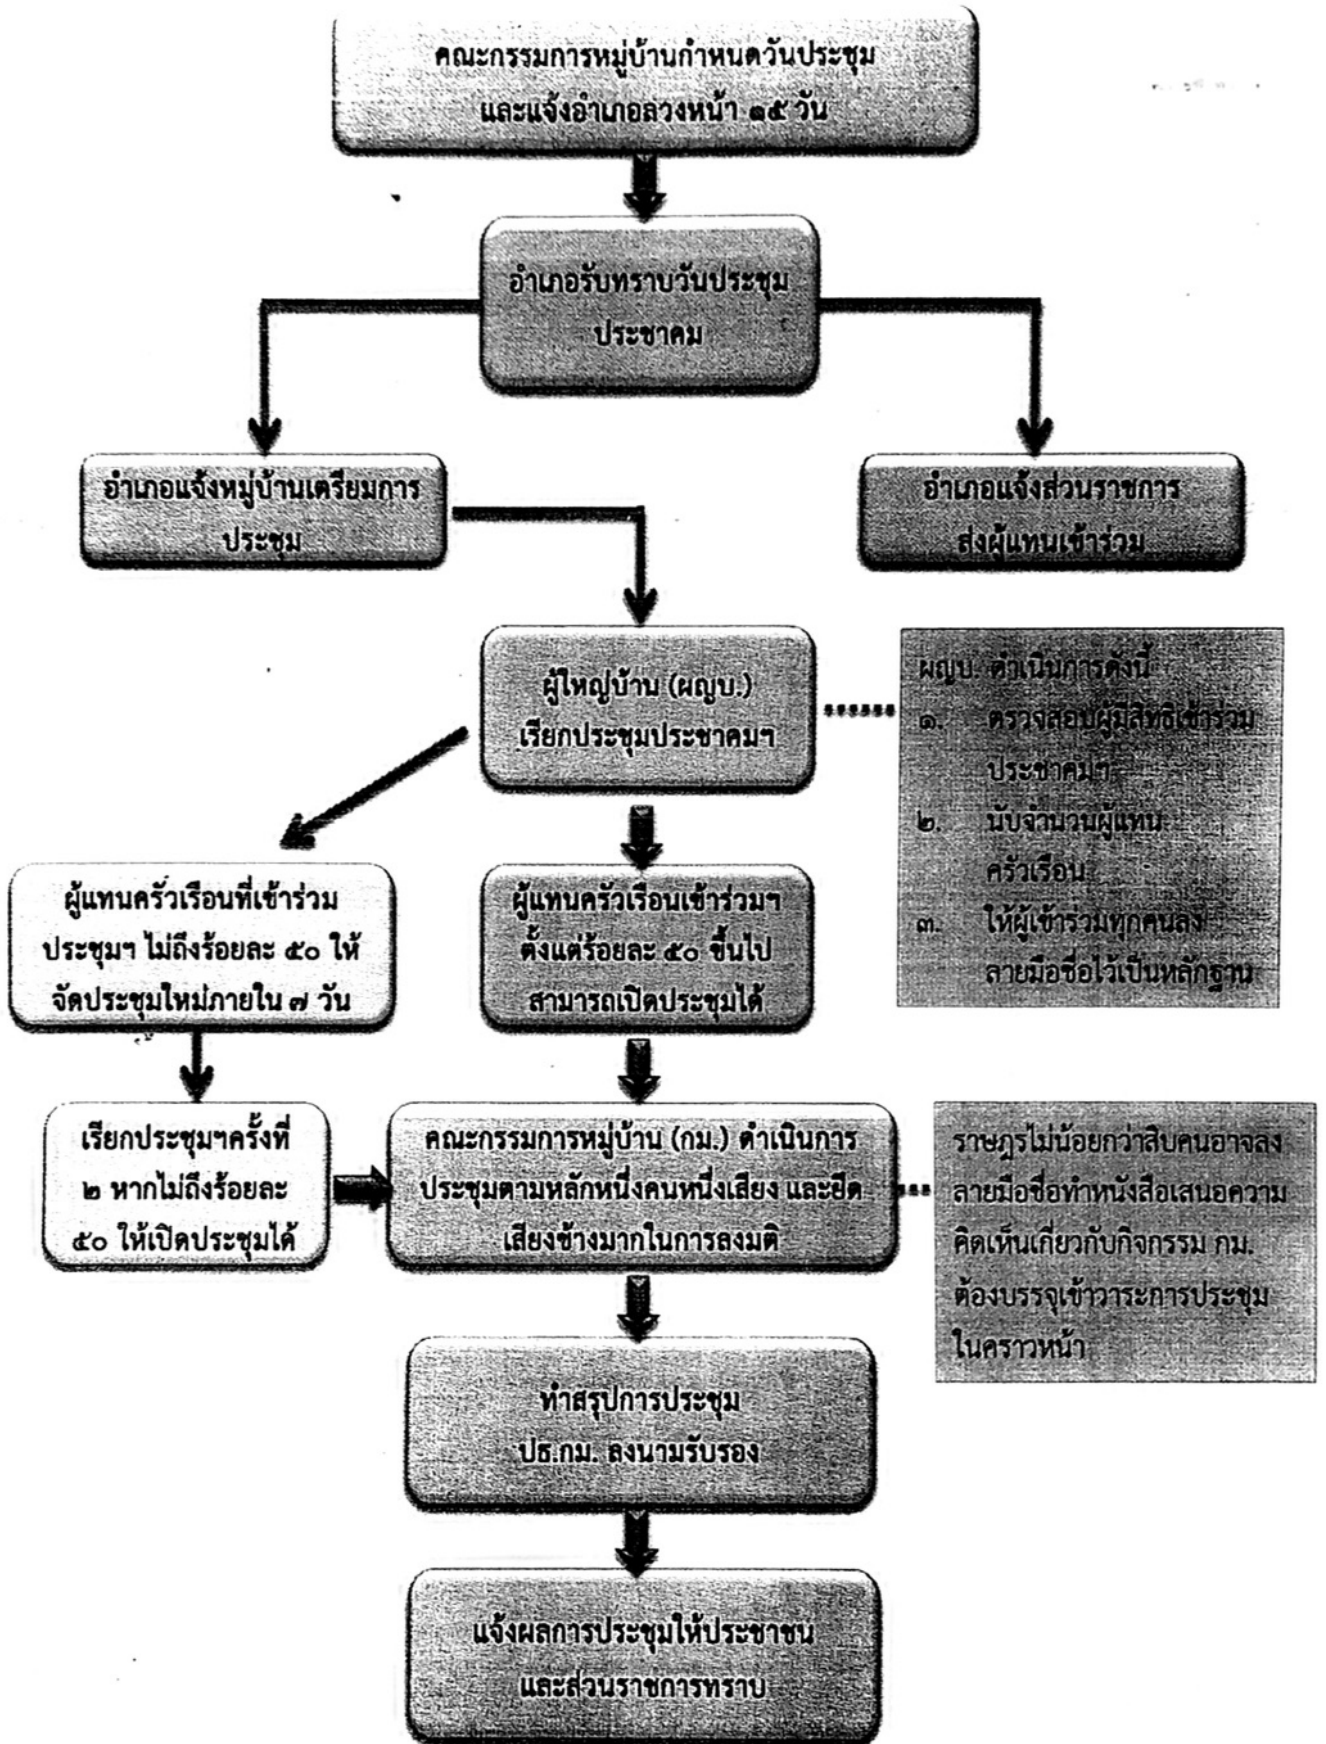 คณะกรรมการหมู่บ้านกำหนดวันประชุม
และแจ้งอำเภอลวงหน้า ๑๕ วัน
อำเภอรับทราบวันประชุม
ประชาคม
อำเภอแจ้งหมู่บ้านเตรียมการ
ประชุม
อำเภอแจ้งส่วนราชการ
ส่งผู้แทนเข้าร่วม
ผู้ใหญ่บ้าน (ผญบ.)
เรียกประชุมประชาคมฯ
ผญบ. ดำเนินการดังนี้
๑. ตรวจสอบผู้มีสิทธิเข้าร่วม
ประชาคมฯ
๒. นับจำนวนผู้แทน
ครัวเรือน
๓. ให้ผู้เข้าร่วมทุกคนลง
ลายมือชื่อไว้เป็นหลักฐาน
ผู้แทนครัวเรือนที่เข้าร่วม
ประชุมฯ ไม่ถึงร้อยละ ๕๐ ให้
จัดประชุมใหม่ภายใน ๗ วัน
ผู้แทนครัวเรือนเข้าร่วมฯ
ตั้งแต่ร้อยละ ๕๐ ขึ้นไป
สามารถเปิดประชุมได้
เรียกประชุมฯครั้งที่
๒ หากไม่ถึงร้อยละ
๕๐ ให้เปิดประชุมได้
คณะกรรมการหมู่บ้าน (กม.) ดำเนินการ
ประชุมตามหลักหนึ่งคนหนึ่งเสียง และยึด
เสียงข้างมากในการลงมติ
ราษฎรไม่น้อยกว่าสิบคนอาจลง
ลายมือชื่อทำหนังสือเสนอความ
คิดเห็นเกี่ยวกับกิจกรรม กม.
ต้องบรรจุเข้าวาระการประชุม
ในคราวหน้า
ทำสรุปการประชุม
ปธ.กม. ลงนามรับรอง
แจ้งผลการประชุมให้ประชาชน
และส่วนราชการทราบ